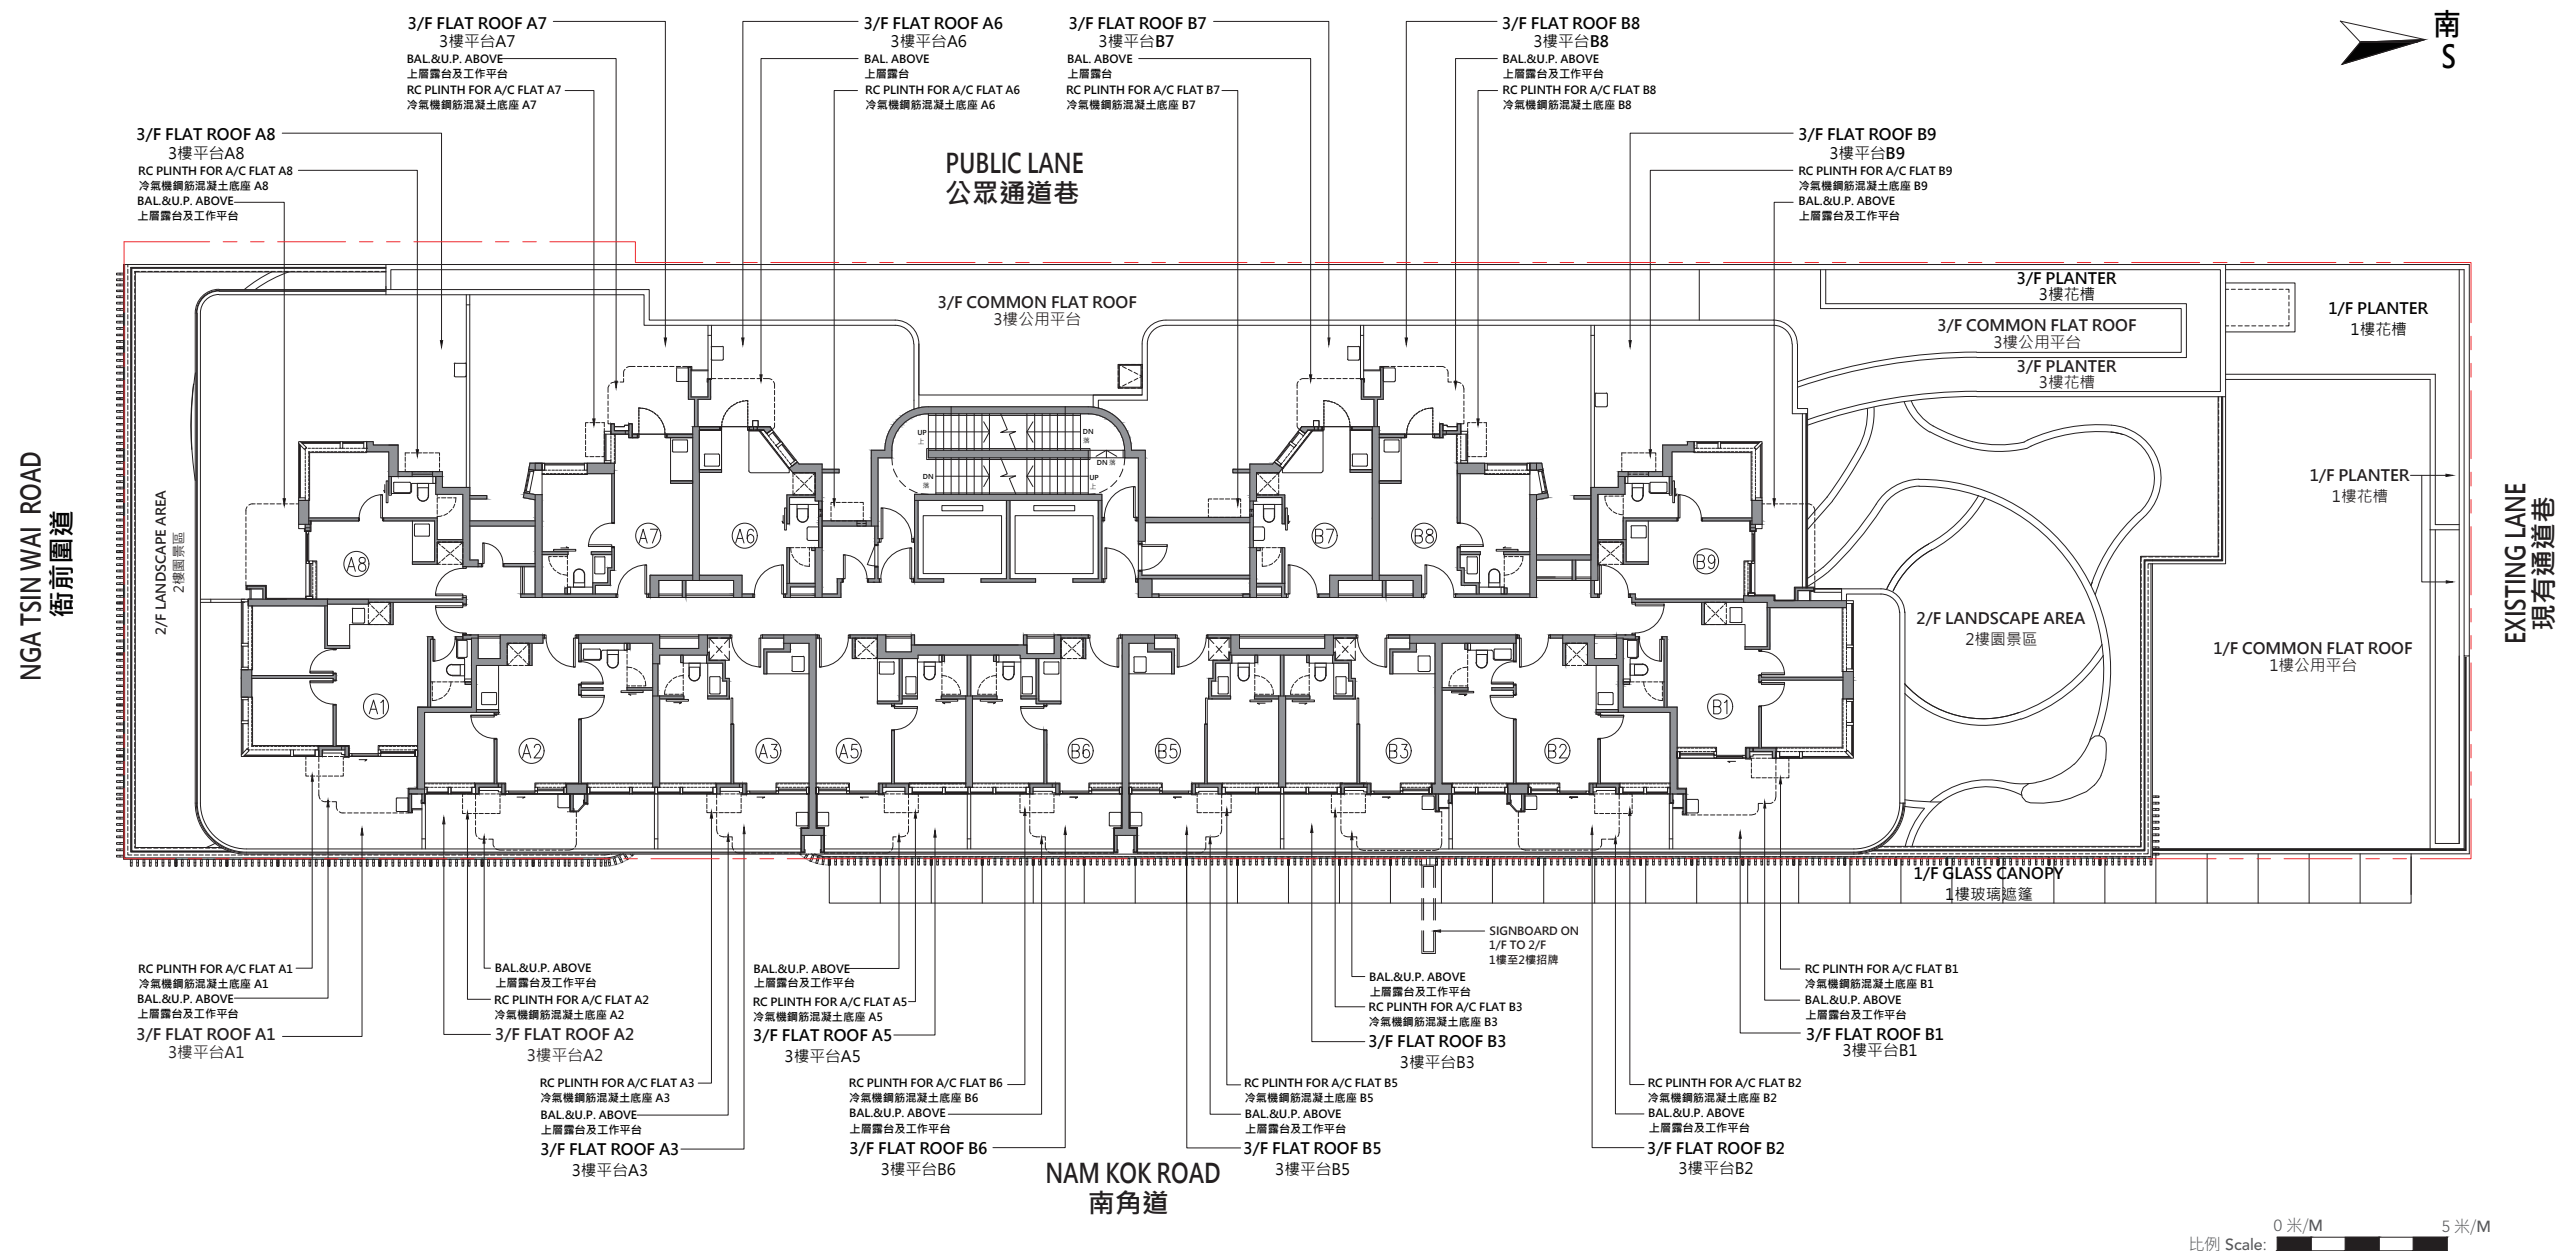 3/F FLAT ROOF A7
3樓平台A7
BAL.&U.P. ABOVE
上層露台及工作平台
RC PLINTH FOR A/C FLAT A7
冷氣機鋼筋混凝土底座 A7
3/F FLAT ROOF A6
3樓平台A6
BAL. ABOVE
上層露台
RC PLINTH FOR A/C FLAT A6
冷氣機鋼筋混凝土底座 A6
3/F FLAT ROOF B7
3樓平台B7
BAL. ABOVE
上層露台
RC PLINTH FOR A/C FLAT B7
冷氣機鋼筋混凝土底座 B7
3/F FLAT ROOF B8
3樓平台B8
BAL.&U.P. ABOVE
上層露台及工作平台
RC PLINTH FOR A/C FLAT B8
冷氣機鋼筋混凝土底座 B8
南
S
3/F FLAT ROOF A8
3樓平台A8
RC PLINTH FOR A/C FLAT A8
冷氣機鋼筋混凝土底座 A8
BAL.&U.P. ABOVE
上層露台及工作平台
PUBLIC LANE
公眾通道巷
3/F FLAT ROOF B9
3樓平台B9
RC PLINTH FOR A/C FLAT B9
冷氣機鋼筋混凝土底座 B9
BAL.&U.P. ABOVE
上層露台及工作平台
3/F COMMON FLAT ROOF
3樓公用平台
3/F PLANTER
3樓花槽
3/F COMMON FLAT ROOF
3樓公用平台
3/F PLANTER
3樓花槽
1/F PLANTER
1樓花槽
1/F PLANTER
1樓花槽
NGA TSIN WAI ROAD
衙前圍道
2/F LANDSCAPE AREA
2樓園景區
UP
上
DN
落
DN
落
DN 落
UP
上
A8
A7
A6
B7
B8
B9
EXISTING LANE
現有通道巷
2/F LANDSCAPE AREA
2樓園景區
1/F COMMON FLAT ROOF
1樓公用平台
A1
A2
A3
A5
B6
B5
B3
B2
B1
1/F GLASS CANOPY
1樓玻璃遮篷
SIGNBOARD ON
1/F TO 2/F
1樓至2樓招牌
RC PLINTH FOR A/C FLAT A1
冷氣機鋼筋混凝土底座 A1
BAL.&U.P. ABOVE
上層露台及工作平台
3/F FLAT ROOF A1
3樓平台A1
BAL.&U.P. ABOVE
上層露台及工作平台
RC PLINTH FOR A/C FLAT A2
冷氣機鋼筋混凝土底座 A2
3/F FLAT ROOF A2
3樓平台A2
BAL.&U.P. ABOVE
上層露台及工作平台
RC PLINTH FOR A/C FLAT A5
冷氣機鋼筋混凝土底座 A5
3/F FLAT ROOF A5
3樓平台A5
BAL.&U.P. ABOVE
上層露台及工作平台
RC PLINTH FOR A/C FLAT B3
冷氣機鋼筋混凝土底座 B3
3/F FLAT ROOF B3
3樓平台B3
RC PLINTH FOR A/C FLAT B1
冷氣機鋼筋混凝土底座 B1
BAL.&U.P. ABOVE
上層露台及工作平台
3/F FLAT ROOF B1
3樓平台B1
RC PLINTH FOR A/C FLAT A3
冷氣機鋼筋混凝土底座 A3
BAL.&U.P. ABOVE
上層露台及工作平台
3/F FLAT ROOF A3
3樓平台A3
RC PLINTH FOR A/C FLAT B6
冷氣機鋼筋混凝土底座 B6
BAL.&U.P. ABOVE
上層露台及工作平台
3/F FLAT ROOF B6
3樓平台B6
RC PLINTH FOR A/C FLAT B5
冷氣機鋼筋混凝土底座 B5
BAL.&U.P. ABOVE
上層露台及工作平台
3/F FLAT ROOF B5
3樓平台B5
RC PLINTH FOR A/C FLAT B2
冷氣機鋼筋混凝土底座 B2
BAL.&U.P. ABOVE
上層露台及工作平台
3/F FLAT ROOF B2
3樓平台B2
NAM KOK ROAD
南角道
0 米/M 5 米/M
比例 Scale: